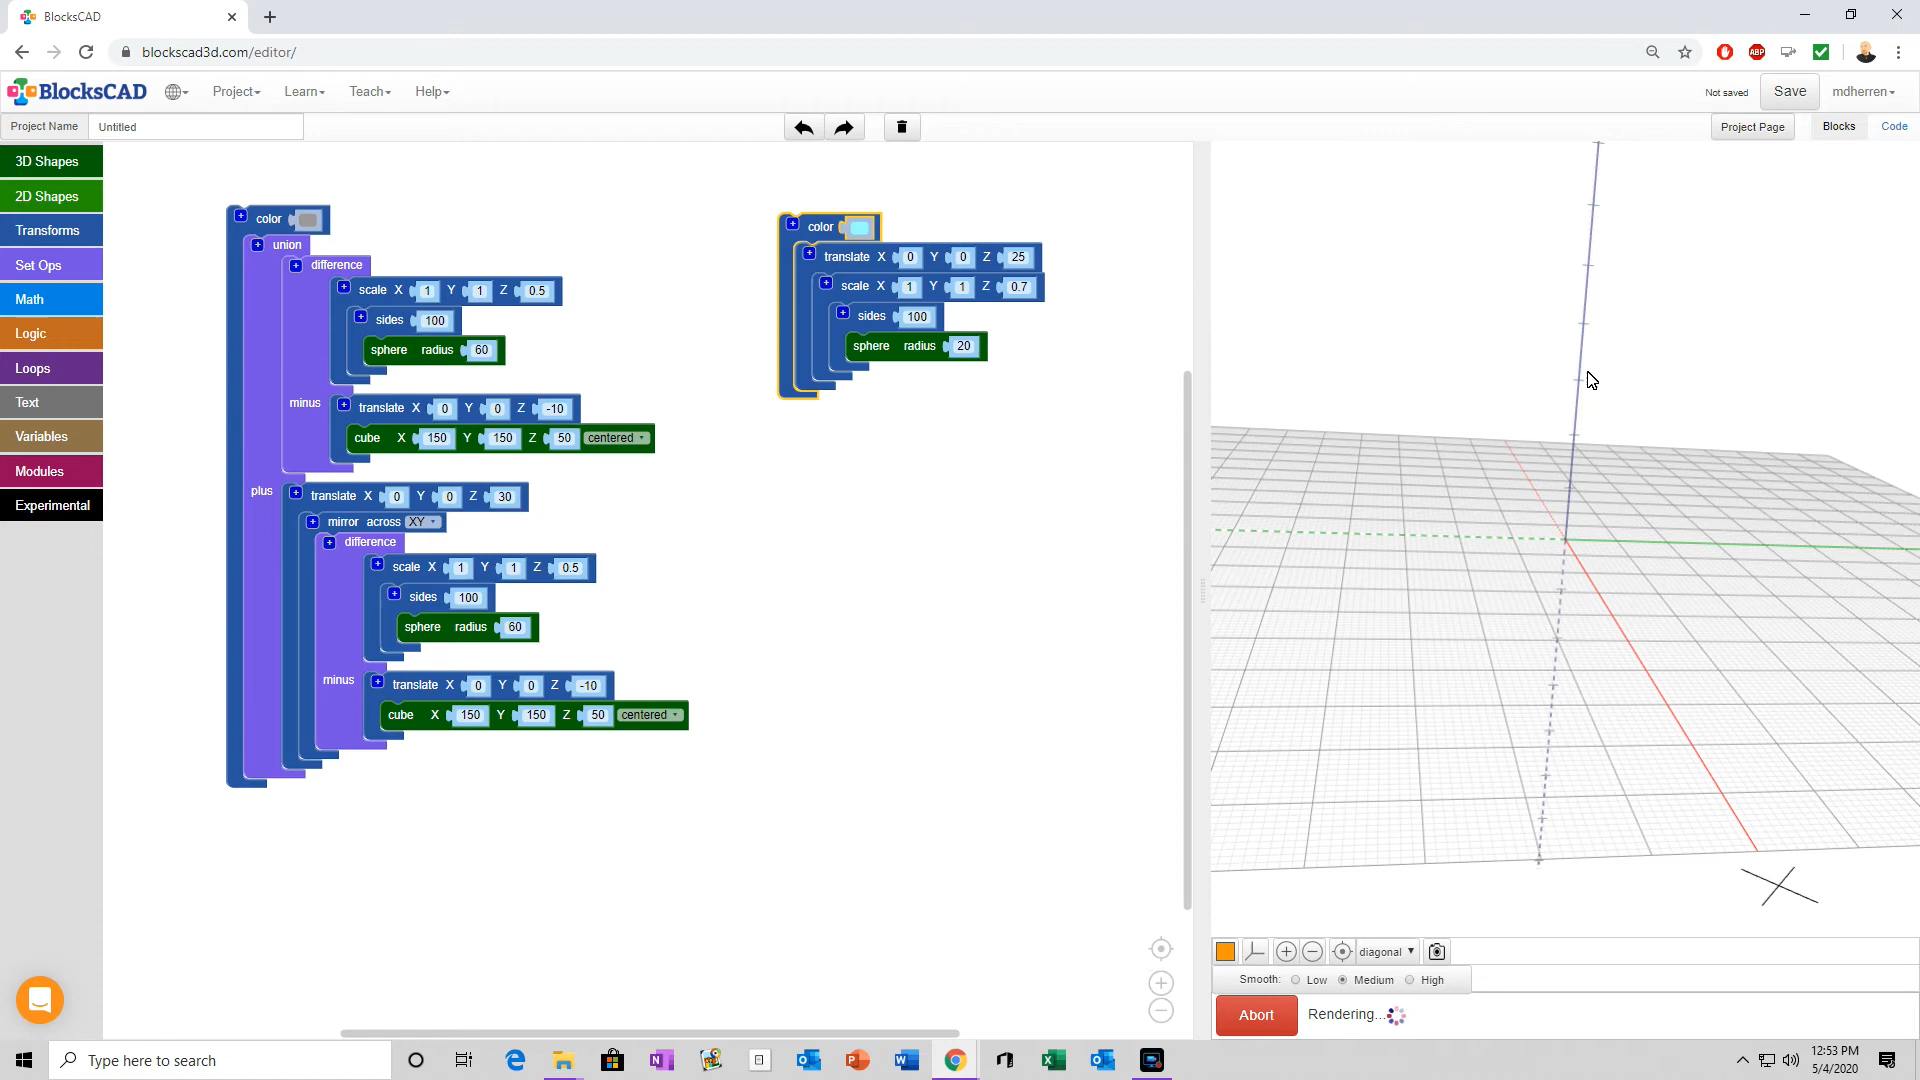 BlocksCAD
blockscad3d.com/editor/
ABP
BlocksCAD Project Learn Teach Help Not saved Save mdherren
Project Name Untitled Project Page Blocks Code
3D Shapes
2D Shapes
Transforms
Set Ops
Math
Logic
Loops
Text
Variables
Modules
Experimental
color
union
difference
scale X 1 Y 1 Z 0.5
sides 100
sphere radius 60
minus translate X 0 Y 0 Z -10
cube X 150 Y 150 Z 50 centered
plus translate X 0 Y 0 Z 30
mirror across XY
difference
scale X 1 Y 1 Z 0.5
sides 100
sphere radius 60
minus translate X 0 Y 0 Z -10
cube X 150 Y 150 Z 50 centered
color
translate X 0 Y 0 Z 25
scale X 1 Y 1 Z 0.7
sides 100
sphere radius 20
diagonal
Smooth: Low Medium High
Abort Rendering...
Type here to search
12:53 PM
5/4/2020